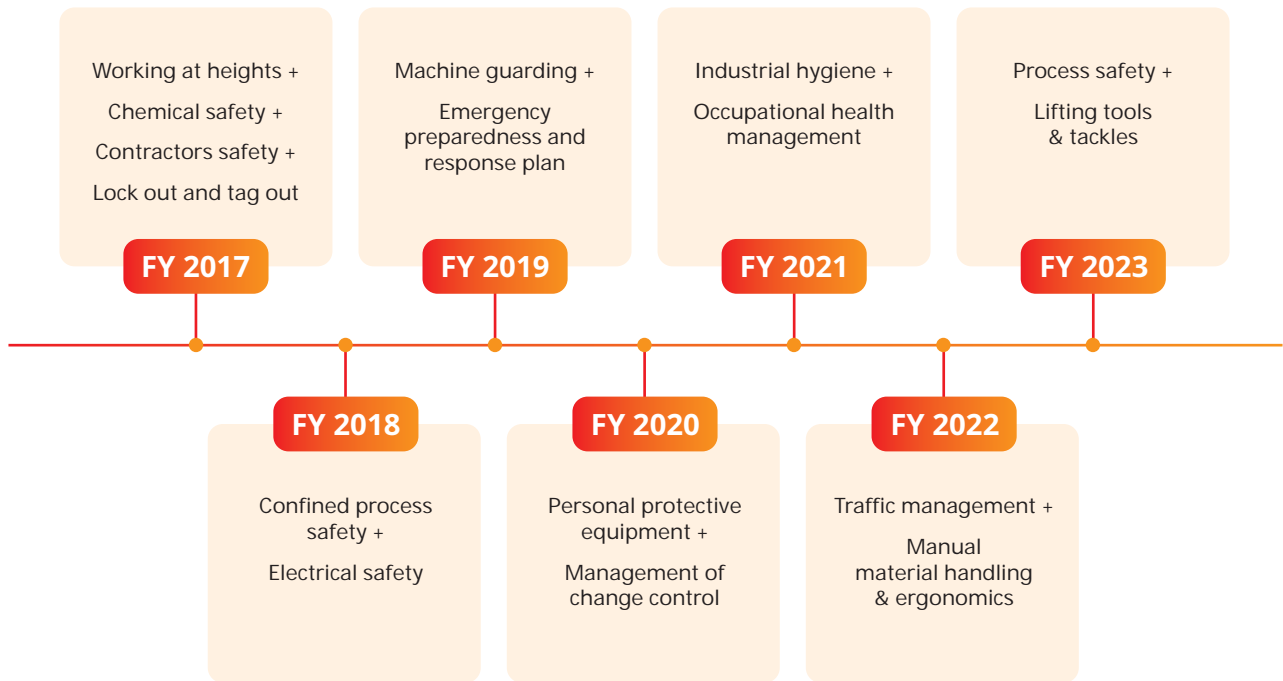 Working at heights +
Chemical safety +
Contractors safety +
Lock out and tag out
FY 2017
Machine guarding +
Emergency
preparedness and
response plan
FY 2019
Industrial hygiene +
Occupational health
management
FY 2021
Process safety +
Lifting tools
& tackles
FY 2023
FY 2018
Confined process
safety +
Electrical safety
FY 2020
Personal protective
equipment +
Management of
change control
FY 2022
Traffic management +
Manual
material handling
& ergonomics